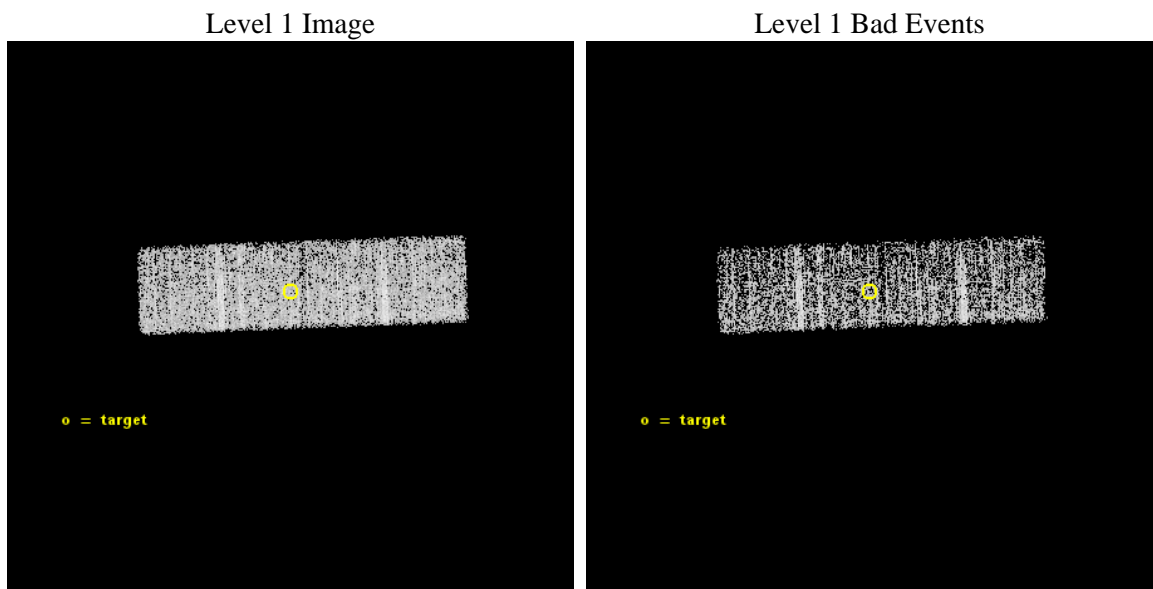 Level 1 Image
Level 1 Bad Events
o = target
o = target